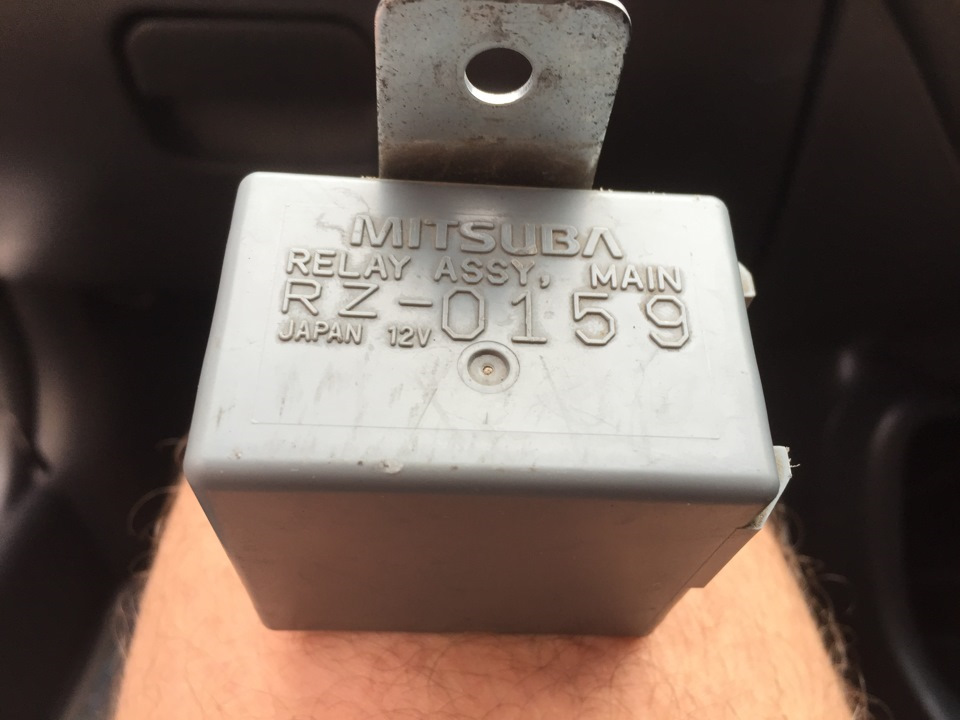 MITSUBA
RELAY ASSY, MAIN
RZ-0159
JAPAN 12V